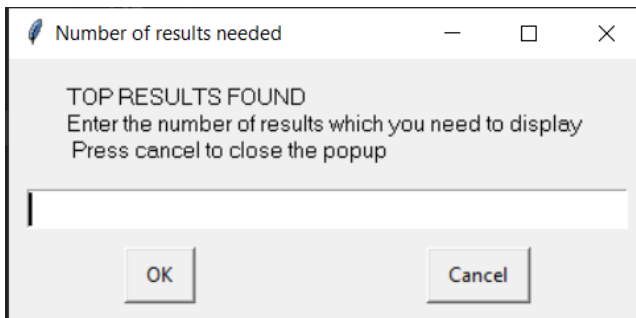 Number of results needed
TOP RESULTS FOUND
Enter the number of results which you need to display
Press cancel to close the popup
OK
Cancel